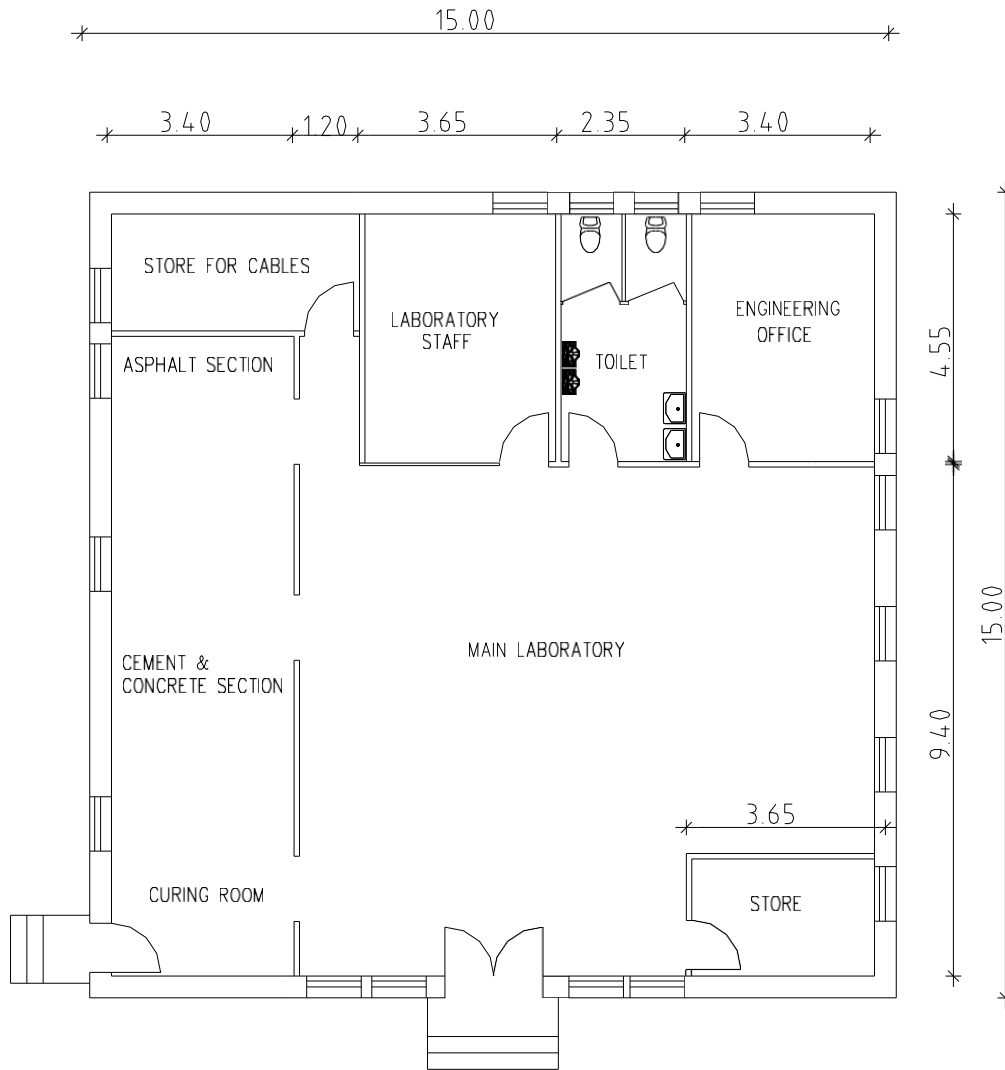 15.00
3.40
1.20
3.65
2.35
3.40
STORE FOR CABLES
LABORATORY
STAFF
ENGINEERING
OFFICE
ASPHALT SECTION
TOILET
4.55
15.00
MAIN LABORATORY
CEMENT &
CONCRETE SECTION
9.40
3.65
CURING ROOM
STORE